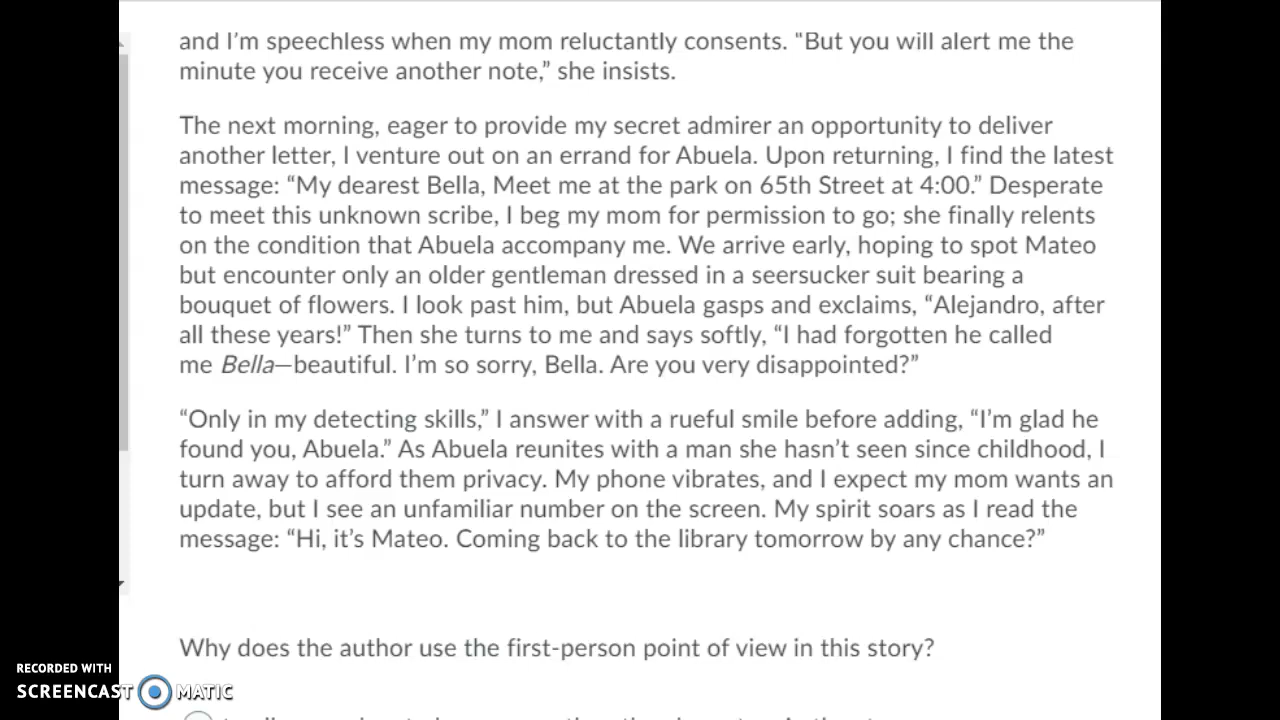 and I’m speechless when my mom reluctantly consents. “But you will alert me the
minute you receive another note,” she insists.
The next morning, eager to provide my secret admirer an opportunity to deliver
another letter, I venture out on an errand for Abuela. Upon returning, I find the latest
message: “My dearest Bella, Meet me at the park on 65th Street at 4:00.” Desperate
to meet this unknown scribe, I beg my mom for permission to go; she finally relents
on the condition that Abuela accompany me. We arrive early, hoping to spot Mateo
but encounter only an older gentleman dressed in a seersucker suit bearing a
bouquet of flowers. I look past him, but Abuela gasps and exclaims, “Alejandro, after
all these years!” Then she turns to me and says softly, “I had forgotten he called
me Bella—beautiful. I’m so sorry, Bella. Are you very disappointed?”
“Only in my detecting skills,” I answer with a rueful smile before adding, “I’m glad he
found you, Abuela.” As Abuela reunites with a man she hasn’t seen since childhood, I
turn away to afford them privacy. My phone vibrates, and I expect my mom wants an
update, but I see an unfamiliar number on the screen. My spirit soars as I read the
message: “Hi, it’s Mateo. Coming back to the library tomorrow by any chance?”
Why does the author use the first-person point of view in this story?
RECORDED WITH
SCREENCAST MATIC